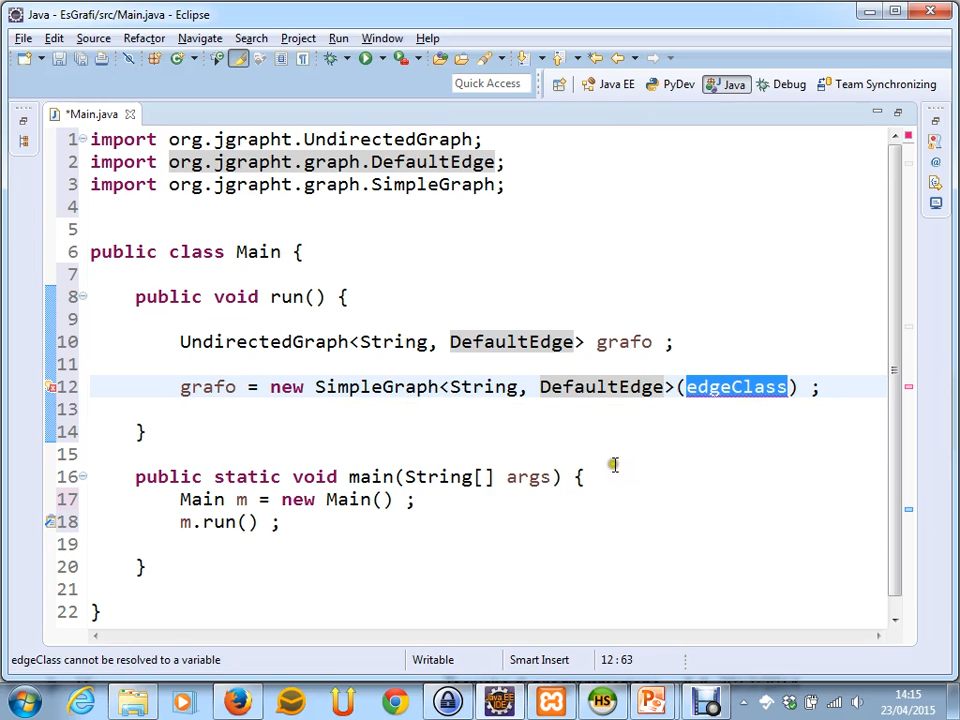 Java - EsGrafi/src/Main.java - Eclipse
File Edit Source Refactor Navigate Search Project Run Window Help
Quick Access Java EE PyDev Java Debug Team Synchronizing
*Main.java
1 import org.jgrapht.UndirectedGraph;
2 import org.jgrapht.graph.DefaultEdge;
3 import org.jgrapht.graph.SimpleGraph;
4
5
6 public class Main {
7
8 public void run() {
9
10 UndirectedGraph<String, DefaultEdge> grafo ;
11
12 grafo = new SimpleGraph<String, DefaultEdge>(edgeClass) ;
13
14 }
15
16 public static void main(String[] args) {
17 Main m = new Main() ;
18 m.run() ;
19
20 }
21
22 }
edgeClass cannot be resolved to a variable Writable Smart Insert 12 : 63
14:15
23/04/2015